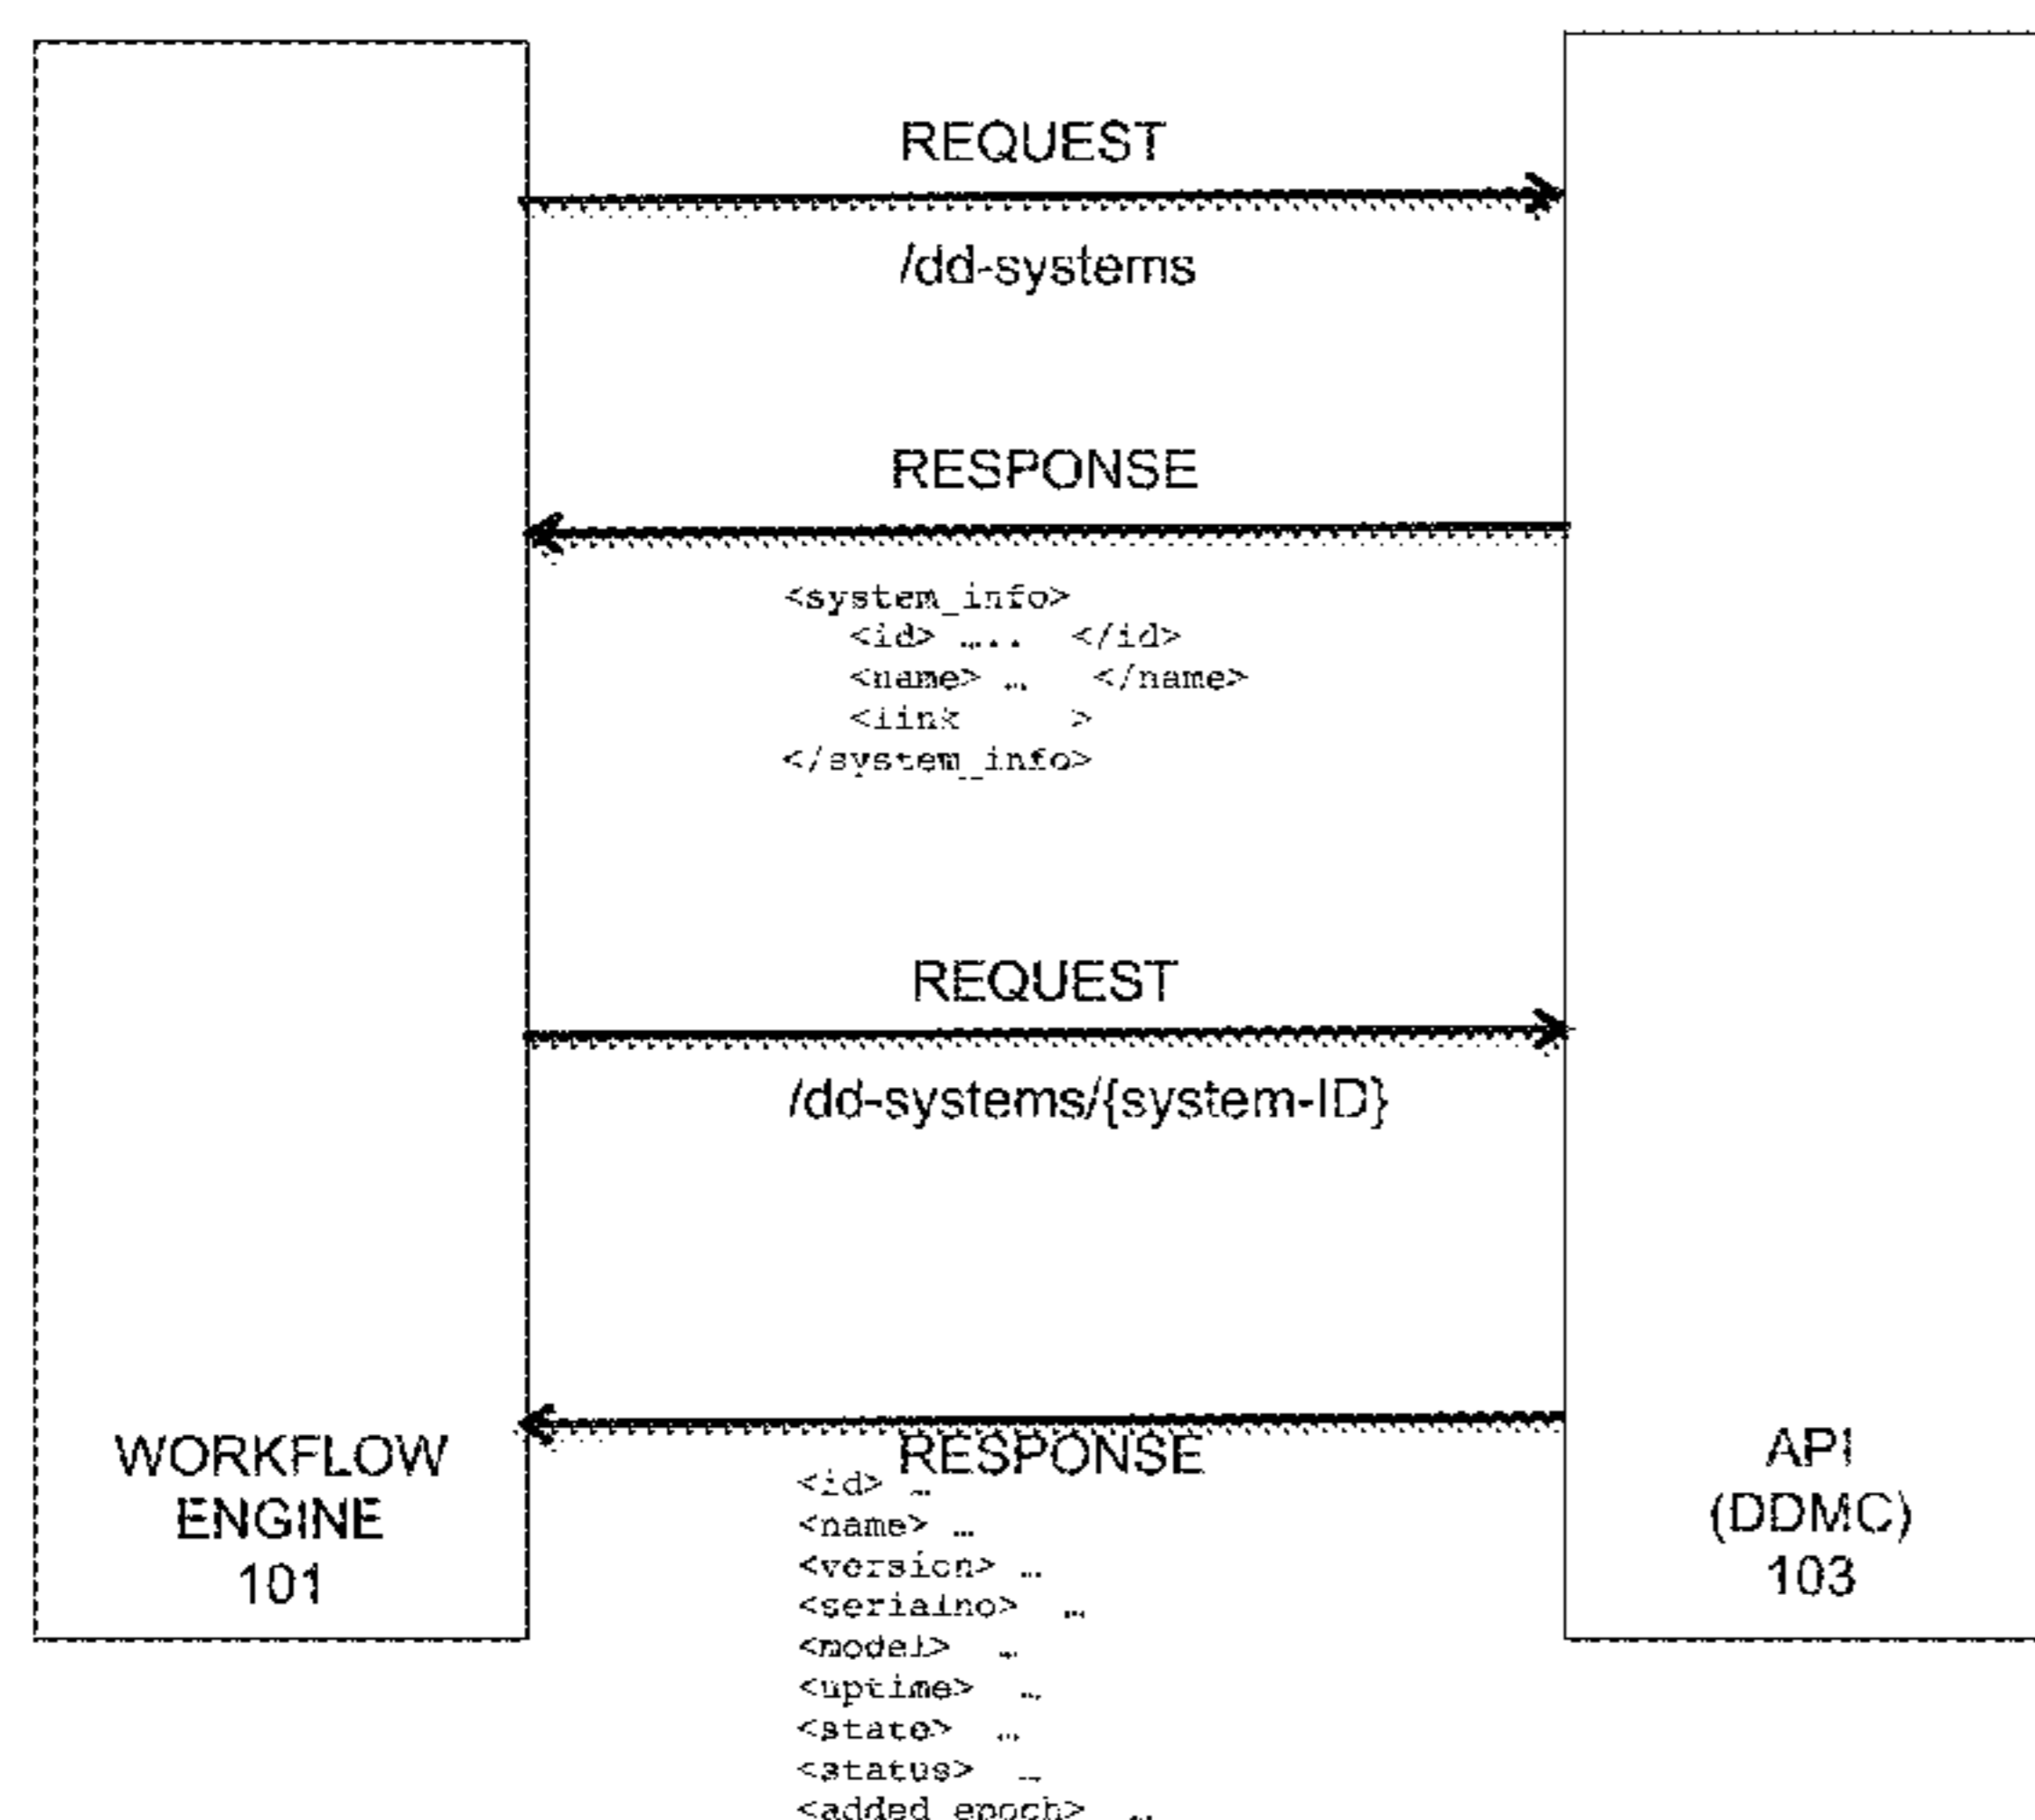 REQUEST
/dd-systems
RESPONSE
<system_info>
<id> .... </id>
<name> … </name>
<link >
</system_info>
REQUEST
/dd-systems/{system-ID}
RESPONSE
<id> …
<name> …
<version> …
<serialno> …
<model> …
<uptime> …
<state> …
<status> …
<added_epoch> …
WORKFLOW
ENGINE
101
API
(DDMC)
103